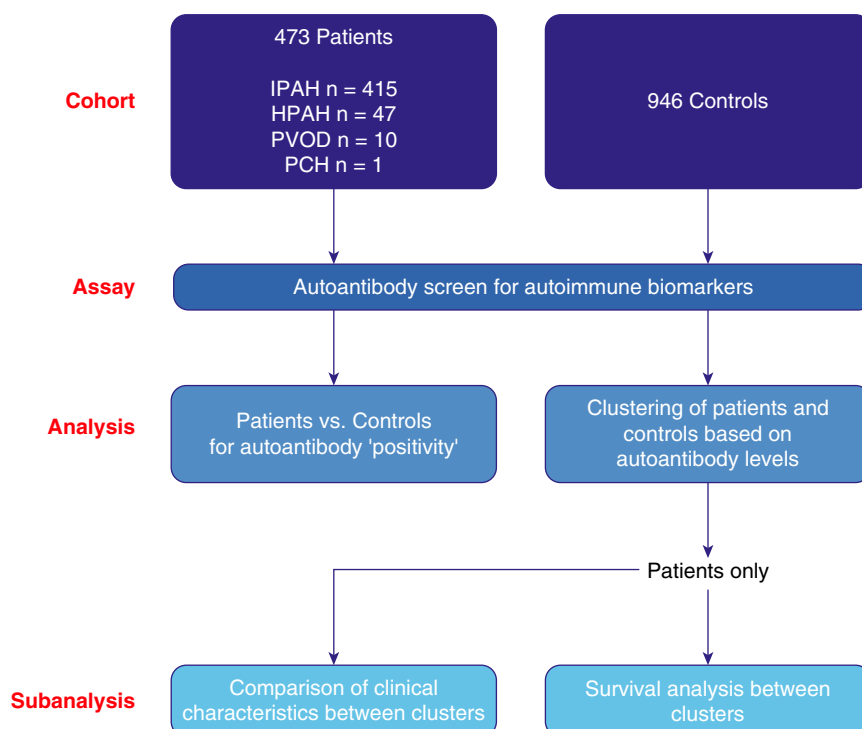 473 Patients
IPAH n = 415
HPAH n = 47
PVOD n = 10
PCH n = 1
Cohort
946 Controls
Assay
Autoantibody screen for autoimmune biomarkers
Analysis
Patients vs. Controls
for autoantibody 'positivity'
Clustering of patients and
controls based on
autoantibody levels
Patients only
Subanalysis
Comparison of clinical
characteristics between clusters
Survival analysis between
clusters